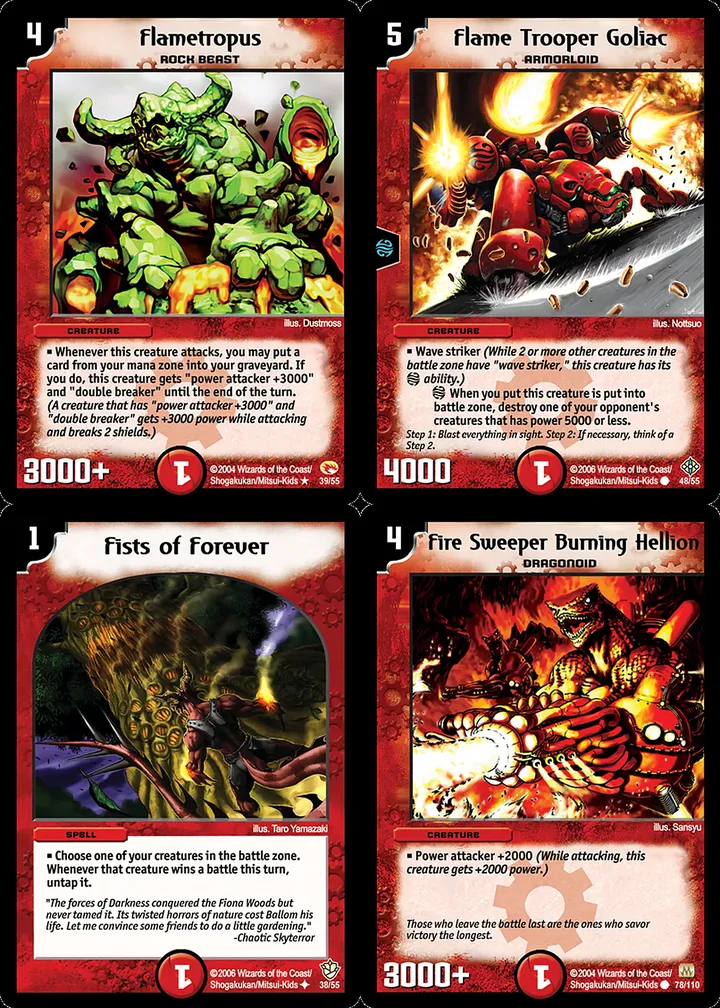 4
Flametropus
ROCK BEAST
illus. Dustmoss
CREATURE
▪ Whenever this creature attacks, you may put a
card from your mana zone into your graveyard. If
you do, this creature gets "power attacker +3000"
and "double breaker" until the end of the turn.
(A creature that has "power attacker +3000" and
"double breaker" gets +3000 power while attacking
and breaks 2 shields.)
3000+
1
©2004 Wizards of the Coast/
Shogakukan/Mitsui-Kids ★ 39/55
5
Flame Trooper Goliac
ARMORLOID
illus. Nottsuo
CREATURE
▪ Wave striker (While 2 or more other creatures in the
battle zone have "wave striker," this creature has its
ability.)
When you put this creature is put into
battle zone, destroy one of your opponent's
creatures that has power 5000 or less.
Step 1: Blast everything in sight. Step 2: If necessary, think of a
Step 2.
4000
1
©2006 Wizards of the Coast/
Shogakukan/Mitsui-Kids ● 48/55
1
Fists of Forever
illus. Taro Yamazaki
SPELL
▪ Choose one of your creatures in the battle zone.
Whenever that creature wins a battle this turn,
untap it.
"The forces of Darkness conquered the Fiona Woods but
never tamed it. Its twisted horrors of nature cost Ballom his
life. Let me convince some friends to do a little gardening."
-Chaotic Skyterror
1
©2006 Wizards of the Coast/
Shogakukan/Mitsui-Kids ✦ 38/55
4
Fire Sweeper Burning Hellion
DRAGONOID
illus. Sansyu
CREATURE
▪ Power attacker +2000 (While attacking, this
creature gets +2000 power.)
Those who leave the battle last are the ones who savor
victory the longest.
3000+
1
©2004 Wizards of the Coast/
Shogakukan/Mitsui-Kids ● 78/110